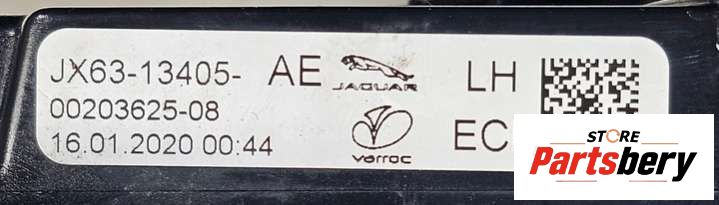 JX63-13405- AE JAGUAR LH
00203625-08
16.01.2020 00:44 varroc EC
STORE
Partsbery